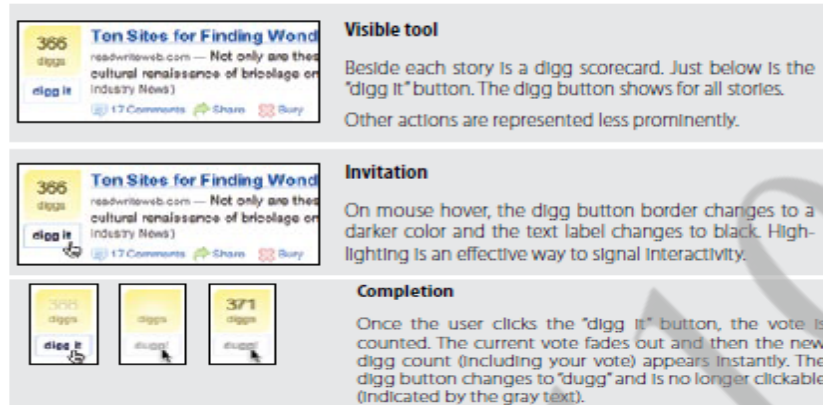 366
diggs
digg it
Ten Sites for Finding Wond
readwriteweb.com — Not only are thes
cultural renaissance of bricolage on
Industry News)
17 Comments Share Bury
Visible tool
Beside each story is a digg scorecard. Just below is the
"digg it" button. The digg button shows for all stories.
Other actions are represented less prominently.
366
diggs
digg it
Ten Sites for Finding Wond
readwriteweb.com — Not only are thes
cultural renaissance of bricolage on
Industry News)
17 Comments Share Bury
Invitation
On mouse hover, the digg button border changes to a
darker color and the text label changes to black. High-
lighting is an effective way to signal interactivity.
366
diggs
digg it
diggs
dugg!
371
diggs
dugg!
Completion
Once the user clicks the "digg it" button, the vote is
counted. The current vote fades out and then the new
digg count (including your vote) appears instantly. The
digg button changes to "dugg" and is no longer clickable
(indicated by the gray text).